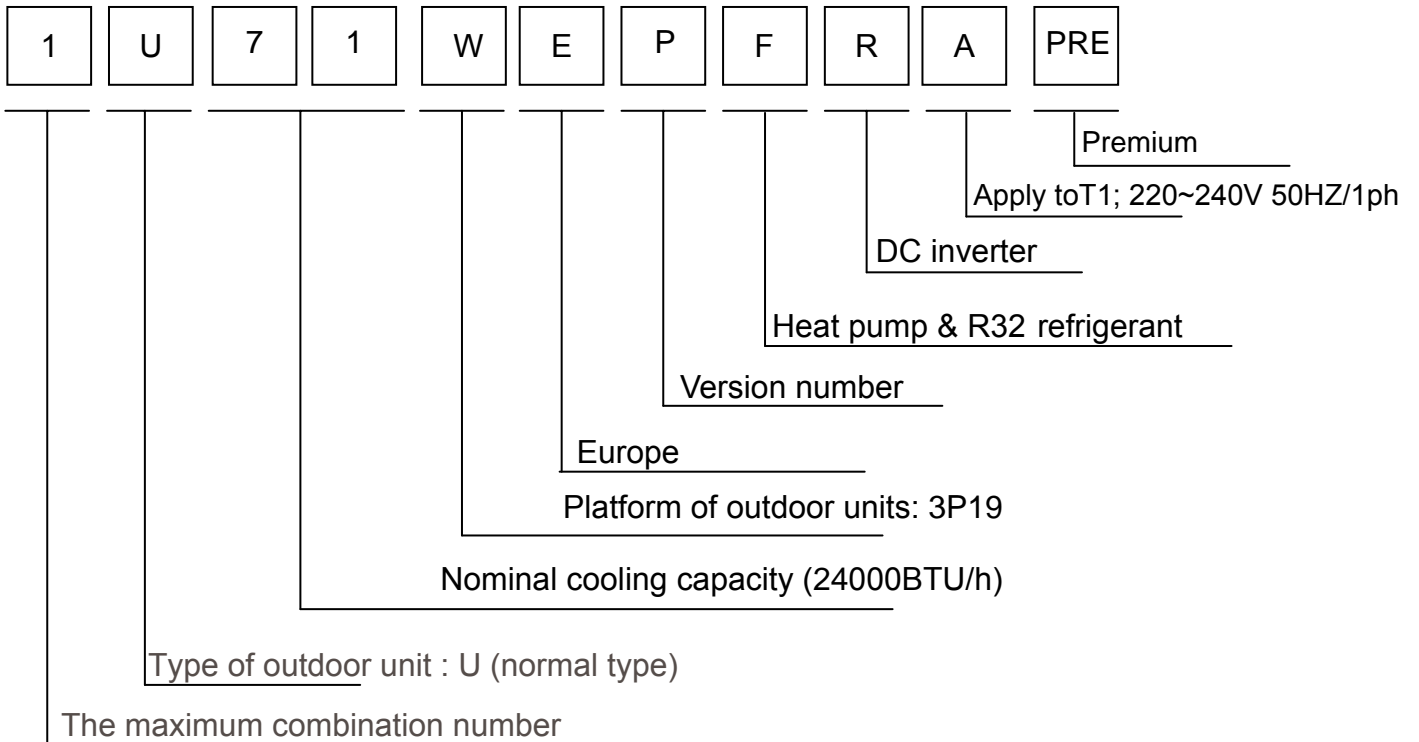 1 U 7 1 W E P F R A PRE
Premium
Apply toT1; 220~240V 50HZ/1ph
DC inverter
Heat pump & R32 refrigerant
Version number
Europe
Platform of outdoor units: 3P19
Nominal cooling capacity (24000BTU/h)
Type of outdoor unit : U (normal type)
The maximum combination number